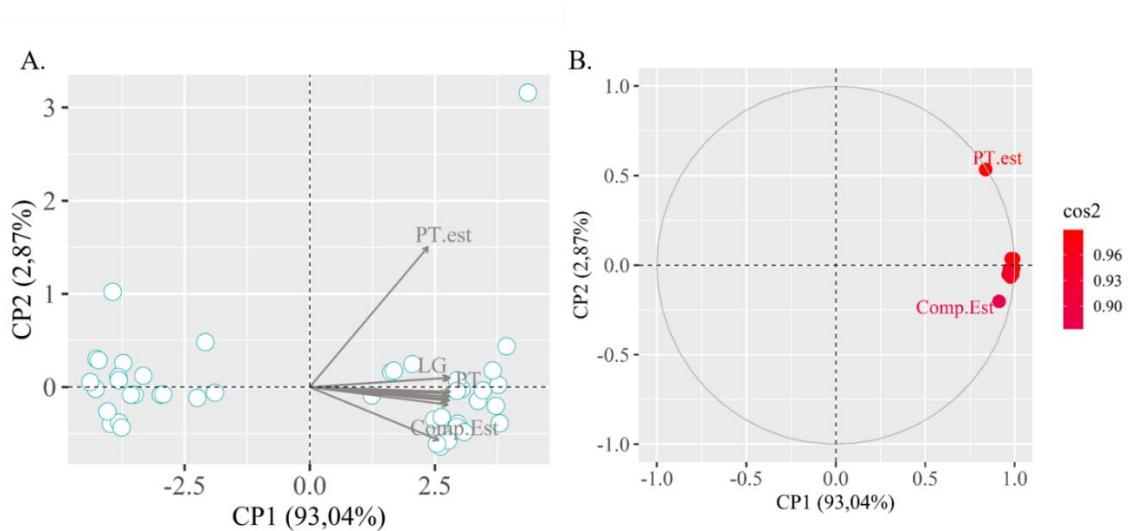 A.
3
2
1
0
CP2 (2,87%)
PT.est
LG
PT
Comp.Est
-2.5
0.0
2.5
CP1 (93,04%)
B.
1.0
0.5
0.0
-0.5
-1.0
CP2 (2,87%)
PT.est
Comp.Est
-1.0
-0.5
0.0
0.5
1.0
CP1 (93,04%)
cos2
0.96
0.93
0.90